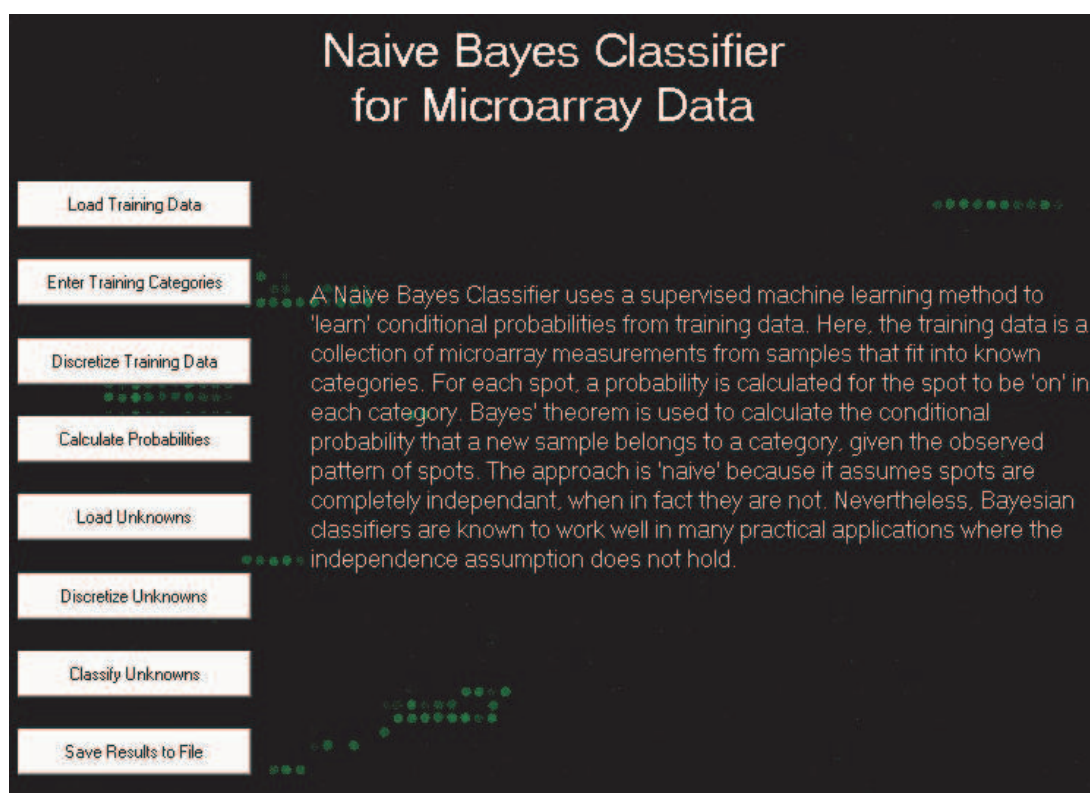 Naive Bayes Classifier
for Microarray Data
Load Training Data
Enter Training Categories
Discretize Training Data
Calculate Probabilities
Load Unknowns
Discretize Unknowns
Classify Unknowns
Save Results to File
A Naive Bayes Classifier uses a supervised machine learning method to
'learn' conditional probabilities from training data. Here, the training data is a
collection of microarray measurements from samples that fit into known
categories. For each spot, a probability is calculated for the spot to be 'on' in
each category. Bayes' theorem is used to calculate the conditional
probability that a new sample belongs to a category, given the observed
pattern of spots. The approach is 'naive' because it assumes spots are
completely independant, when in fact they are not. Nevertheless, Bayesian
classifiers are known to work well in many practical applications where the
independence assumption does not hold.